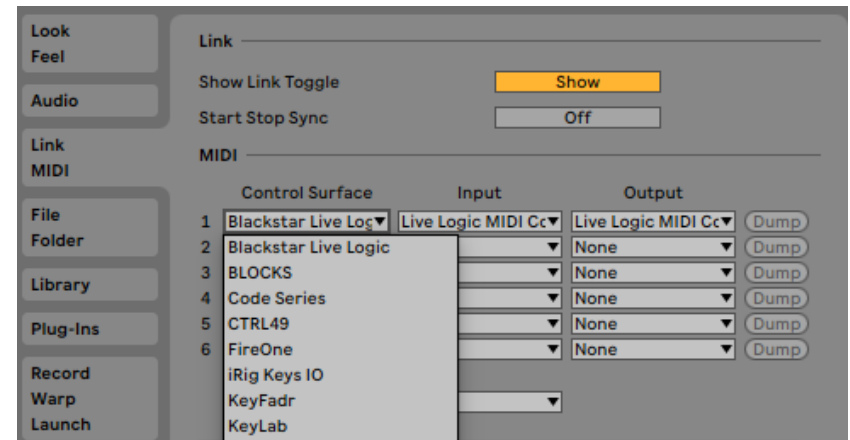 Look
Feel
Audio
Link
MIDI
File
Folder
Library
Plug-Ins
Record
Warp
Launch
Link
Show Link Toggle Show
Start Stop Sync Off
MIDI
Control Surface Input Output
1 Blackstar Live Log Live Logic MIDI Cc Live Logic MIDI Cc Dump
2 Blackstar Live Logic None Dump
3 BLOCKS None Dump
4 Code Series None Dump
5 CTRL49 None Dump
6 FireOne None Dump
iRig Keys IO
KeyFadr
KeyLab